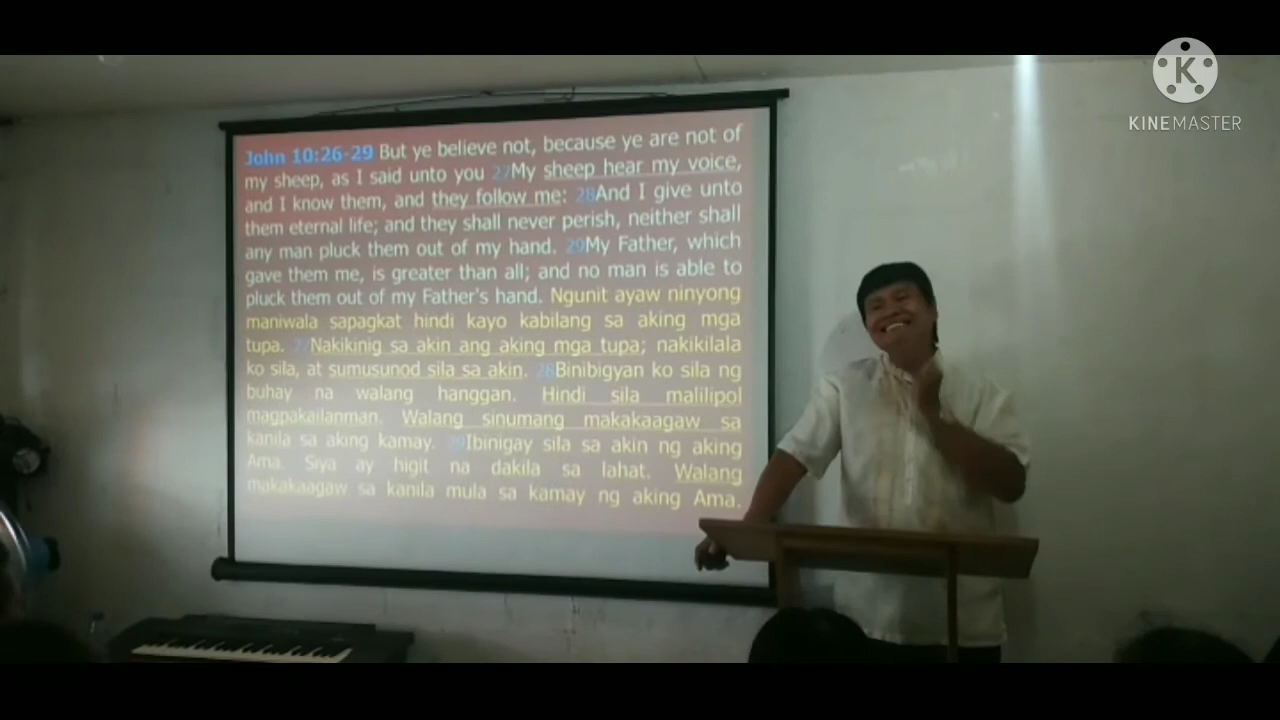 John 10:26-29 But ye believe not, because ye are not of
my sheep, as I said unto you 27My sheep hear my voice,
and I know them, and they follow me: 28And I give unto
them eternal life; and they shall never perish, neither shall
any man pluck them out of my hand. 29My Father, which
gave them me, is greater than all; and no man is able to
pluck them out of my Father's hand. Ngunit ayaw ninyong
maniwala sapagkat hindi kayo kabilang sa aking mga
tupa. 27Nakikinig sa akin ang aking mga tupa; nakikilala
ko sila, at sumusunod sila sa akin. 28Binibigyan ko sila ng
buhay na walang hanggan. Hindi sila malilipol
magpakailanman. Walang sinumang makakaagaw sa
kanila sa aking kamay. 29Ibinigay sila sa akin ng aking
Ama. Siya ay higit na dakila sa lahat. Walang
makakaagaw sa kanila mula sa kamay ng aking Ama.
K
KINEMASTER